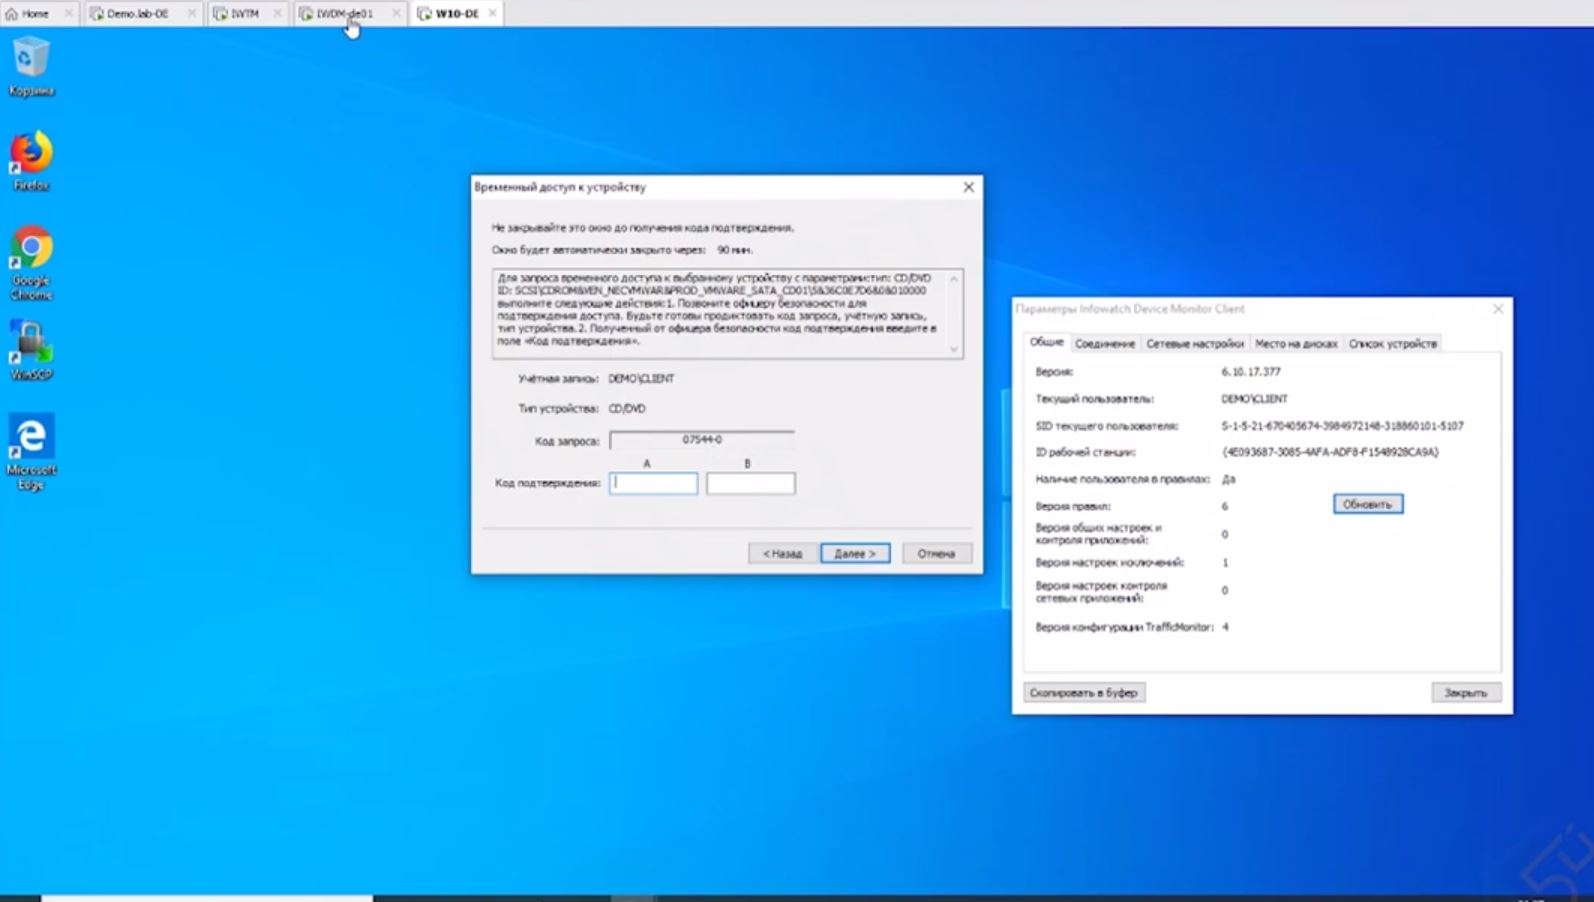 Home
Demo.lab-DE
IWTM
IWDM-de01
W10-DE
Корзина
Firefox
Google
Chrome
WinSCP
Microsoft
Edge
Временный доступ к устройству
Не закрывайте это окно до получения кода подтверждения.
Окно будет автоматически закрыто через: 90 мин.
Для запроса временного доступа к выбранному устройству с параметрами:тип: CD/DVD
ID: SCSI\CDROM&VEN_NECVMWAR&PROD_VMWARE_SATA_CD01\5&36C0E7D6&0&010000
выполните следующие действия:1. Позвоните офицеру безопасности для
подтверждения доступа. Будьте готовы продиктовать код запроса, учётную запись,
тип устройства.2. Полученный от офицера безопасности код подтверждения введите в
поле «Код подтверждения».
Учётная запись: DEMO\CLIENT
Тип устройства: CD/DVD
Код запроса: 07544-0
A B
Код подтверждения:
< Назад Далее > Отмена
Параметры Infowatch Device Monitor Client
Общие Соединение Сетевые настройки Место на дисках Список устройств
Версия: 6.10.17.377
Текущий пользователь: DEMO\CLIENT
SID текущего пользователя: S-1-5-21-670405674-3984972148-318860101-5107
ID рабочей станции: {4E093687-3085-4AFA-ADF8-F1548928CA9A}
Наличие пользователя в правилах: Да
Версия правил: 6 Обновить
Версия общих настроек и
контроля приложений: 0
Версия настроек исключений: 1
Версия настроек контроля
сетевых приложений: 0
Версия конфигурации TrafficMonitor: 4
Скопировать в буфер Закрыть